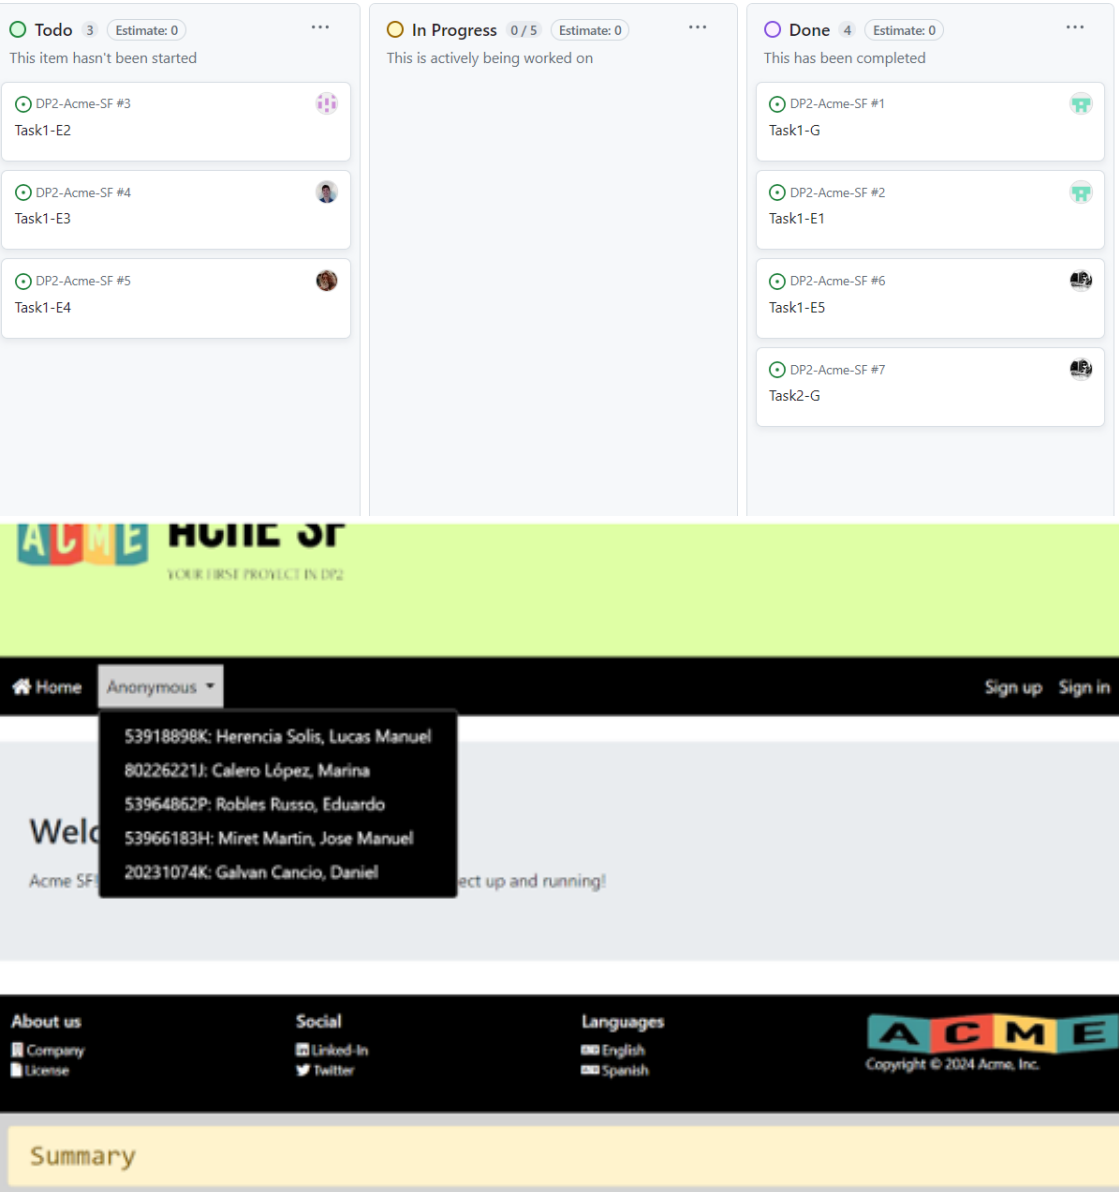 Todo 3 Estimate: 0 ...
This item hasn't been started
DP2-Acme-SF #3
Task1-E2
DP2-Acme-SF #4
Task1-E3
DP2-Acme-SF #5
Task1-E4
In Progress 0 / 5 Estimate: 0 ...
This is actively being worked on
Done 4 Estimate: 0 ...
This has been completed
DP2-Acme-SF #1
Task1-G
DP2-Acme-SF #2
Task1-E1
DP2-Acme-SF #6
Task1-E5
DP2-Acme-SF #7
Task2-G
ACME ACME SF
YOUR FIRST PROYECT IN DP2
Home Anonymous Sign up Sign in
53918898K: Herencia Solis, Lucas Manuel
80226221J: Calero López, Marina
53964862P: Robles Russo, Eduardo
53966183H: Miret Martin, Jose Manuel
20231074K: Galvan Cancio, Daniel
Welc
Acme SF! ect up and running!
About us
Company
License
Social
Linked-In
Twitter
Languages
English
Spanish
ACME
Copyright © 2024 Acme, Inc.
Summary